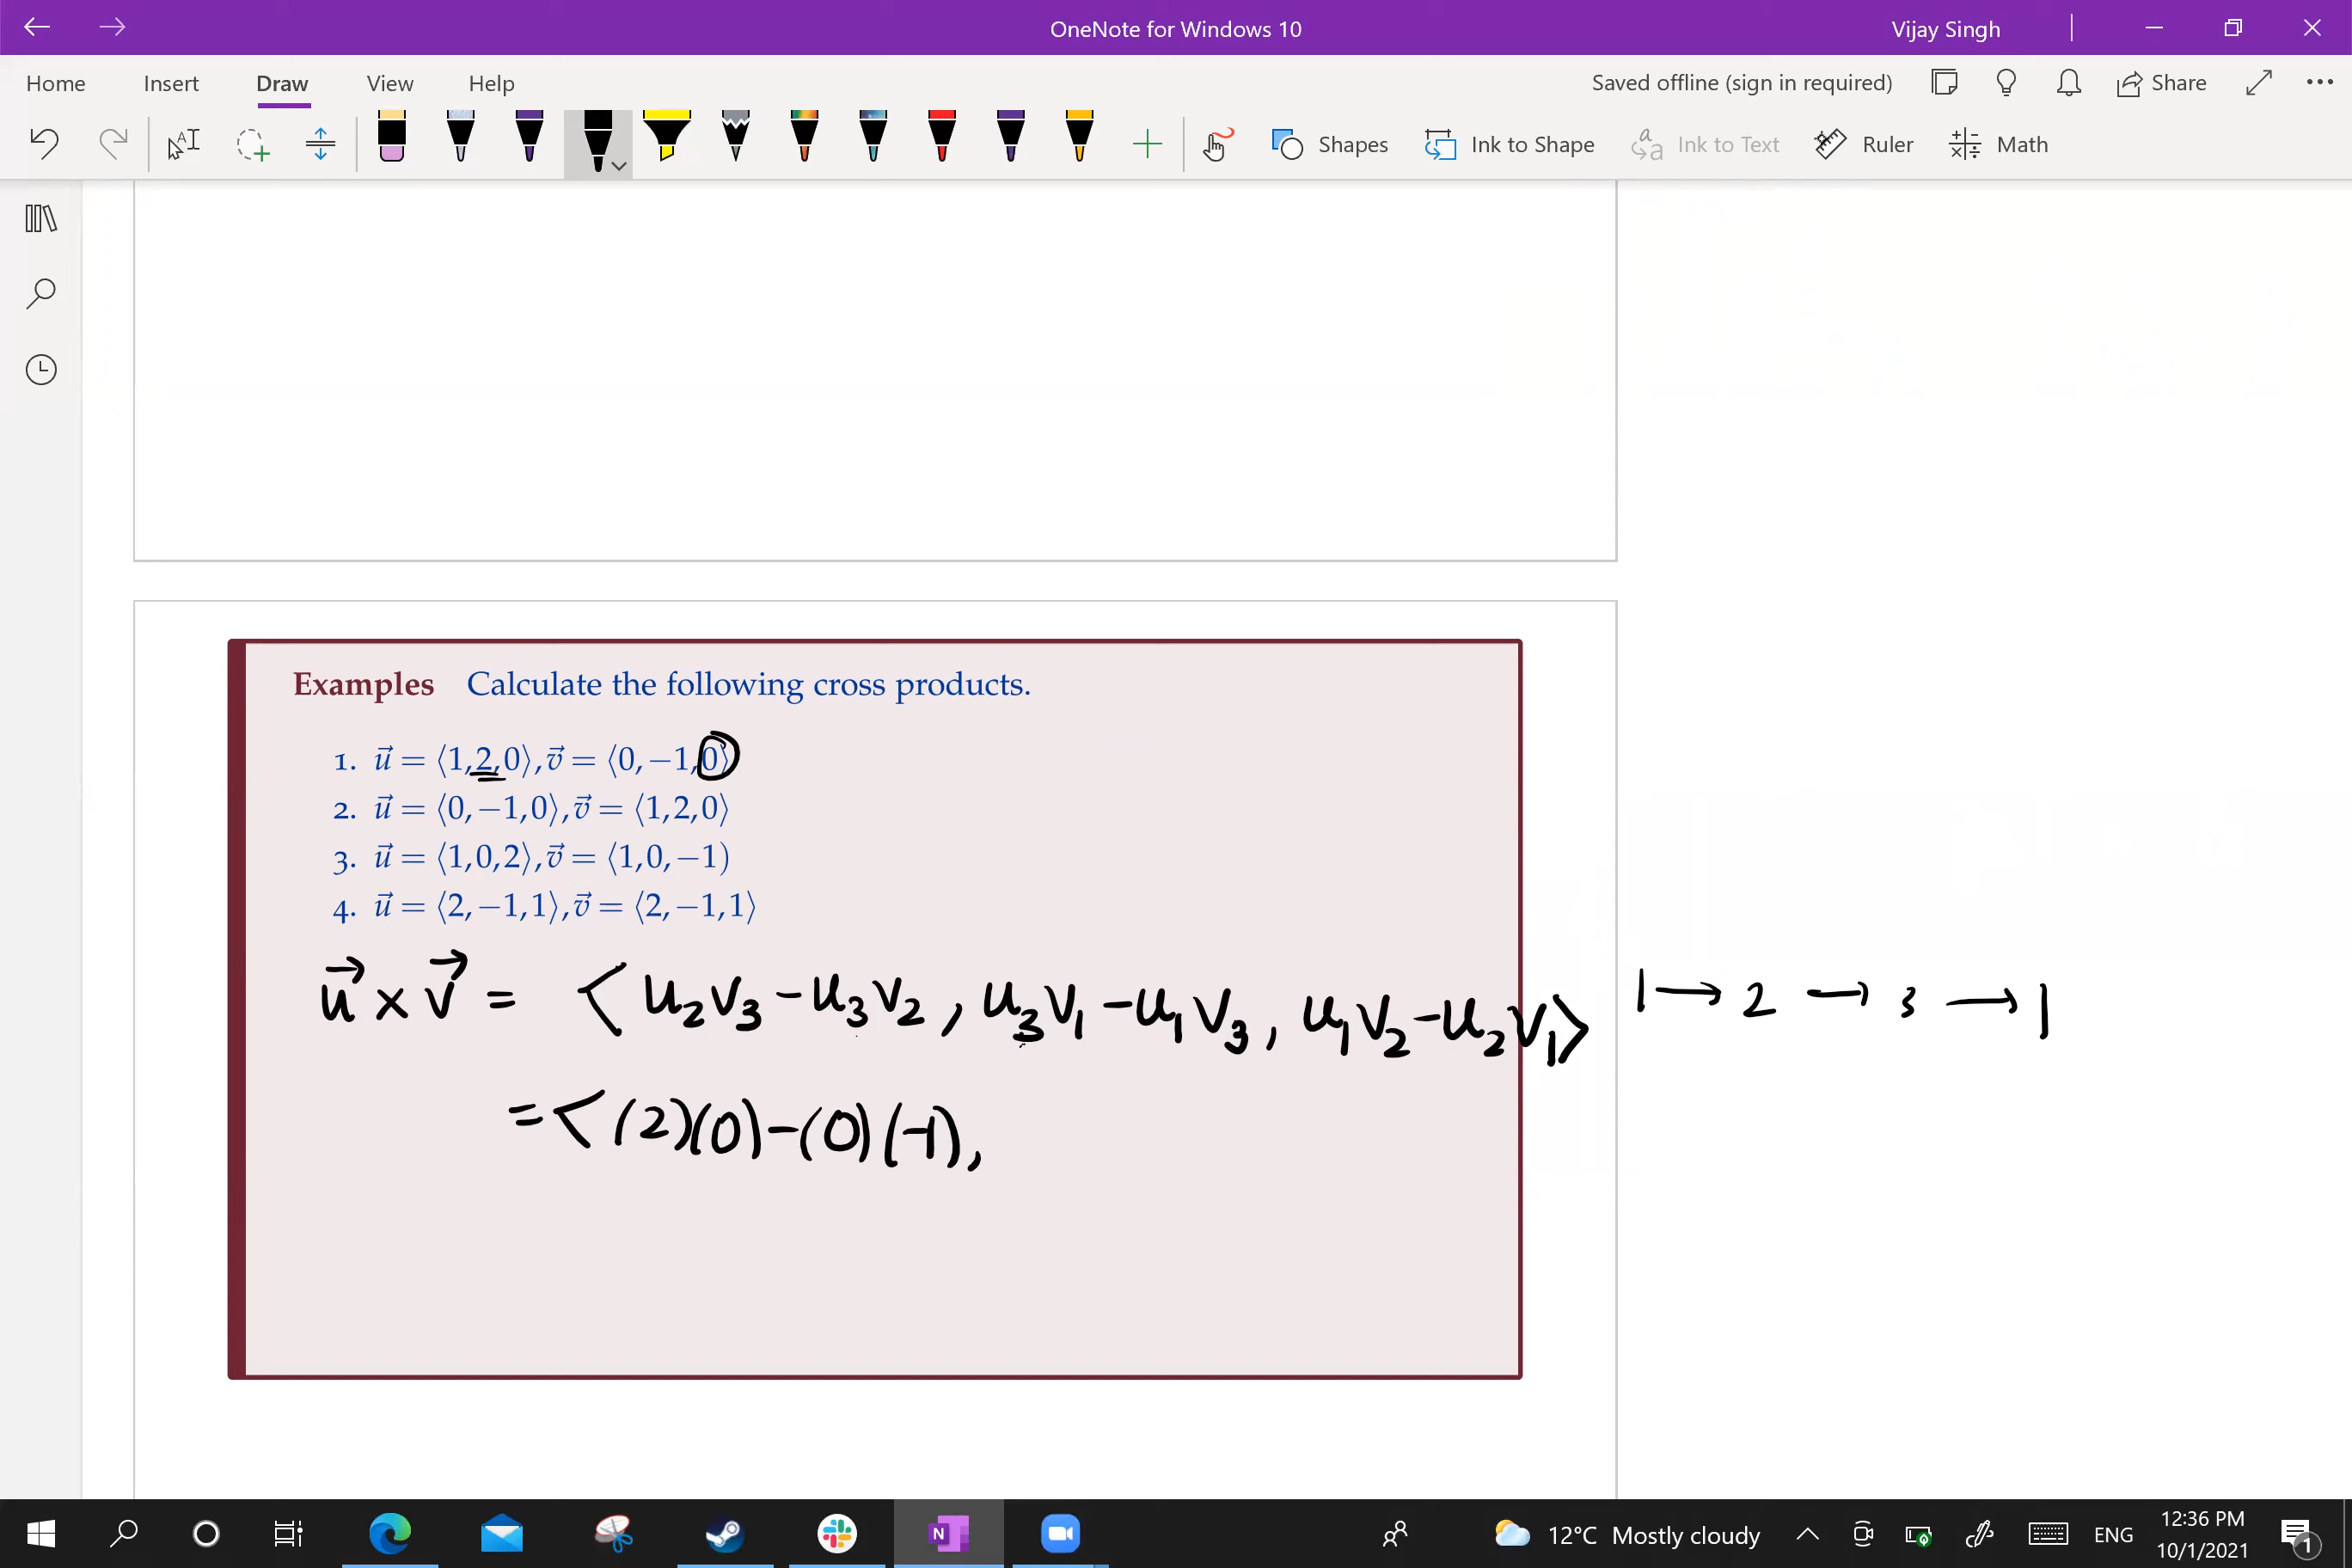 OneNote for Windows 10
Vijay Singh
Home Insert Draw View Help
Saved offline (sign in required) Share
Shapes Ink to Shape Ink to Text Ruler Math
Examples Calculate the following cross products.
1. u⃗ = ⟨1,2,0⟩, v⃗ = ⟨0,−1,0⟩
2. u⃗ = ⟨0,−1,0⟩, v⃗ = ⟨1,2,0⟩
3. u⃗ = ⟨1,0,2⟩, v⃗ = ⟨1,0,−1)
4. u⃗ = ⟨2,−1,1⟩, v⃗ = ⟨2,−1,1⟩
u⃗ × v⃗ = ⟨ u₂v₃ − u₃v₂ , u₃v₁ − u₁v₃ , u₁v₂ − u₂v₁⟩ 1 → 2 → 3 → 1
= ⟨ (2)(0) − (0)(−1),
12°C Mostly cloudy
ENG
12:36 PM
10/1/2021
N
1